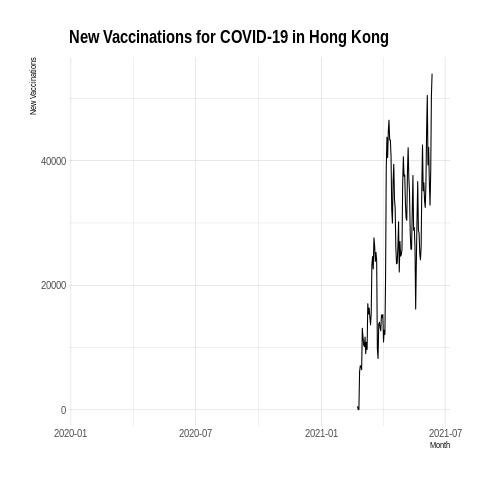 New Vaccinations for COVID-19 in Hong Kong
New Vaccinations
40000
20000
0
2020-01 2020-07 2021-01 2021-07
Month